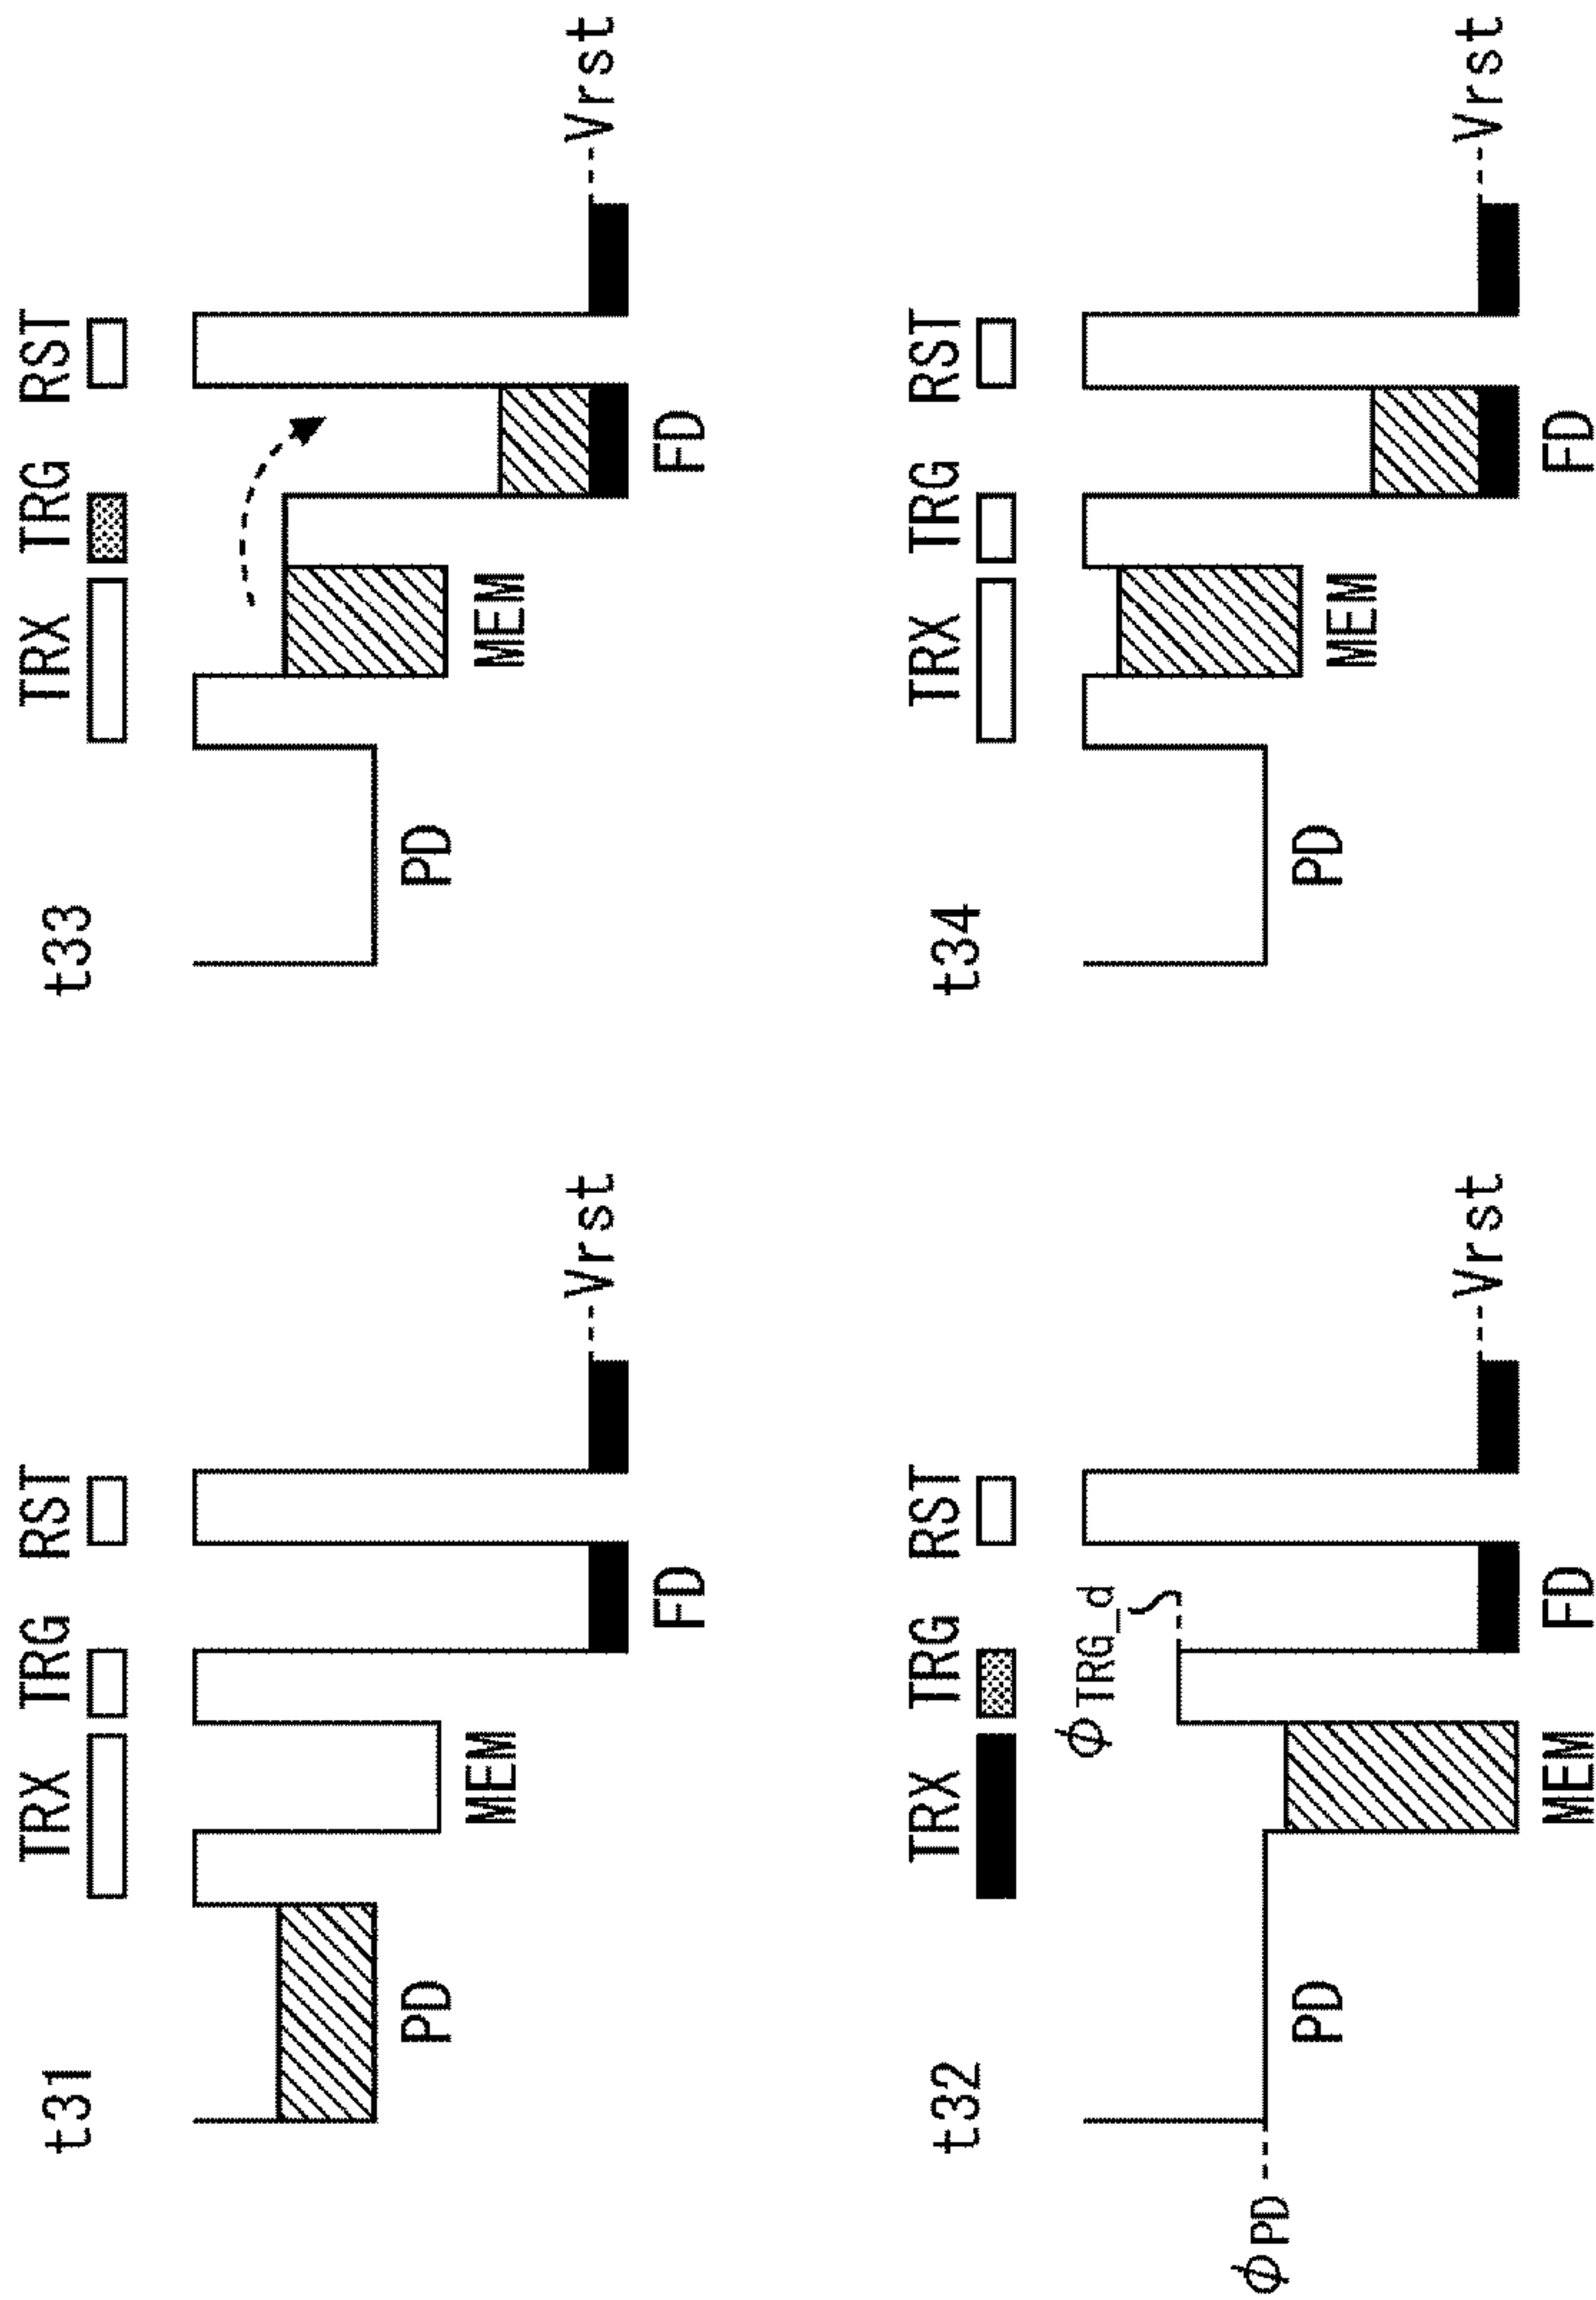 t31 TRX TRG RST
PD
MEM
Vrst
FD
t33 TRX TRG RST
PD
MEM
Vrst
FD
t32 TRX TRG RST
φTRG_d
φPD
PD
Vrst
MEM FD
t34 TRX TRG RST
PD
MEM
Vrst
FD